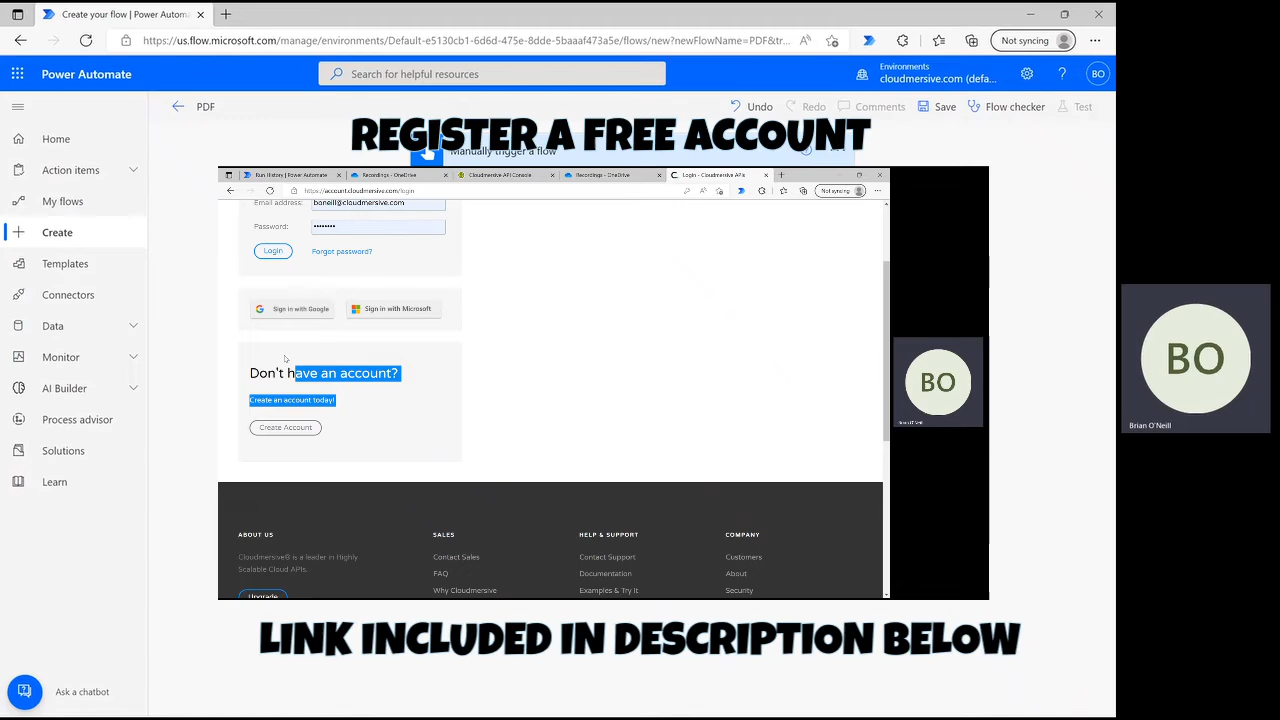 Create your flow | PowerAutom
https://us.flow.microsoft.com/manage/environments/Default-e5130cb1-6d6d-475e-8dde-5baaaf473a5e/flows/new?newFlowName=PDF&tr...
Not syncing
Power Automate
Search for helpful resources
Environments
cloudmersive.com (defa...
BO
PDF
Undo
Redo
Comments
Save
Flow checker
Test
Home
Action items
My flows
Create
Templates
Connectors
Data
Monitor
AI Builder
Process advisor
Solutions
Learn
Ask a chatbot
REGISTER A FREE ACCOUNT
Manually trigger a flow
Run History | Power Automate
Recordings - OneDrive
Cloudmersive API Console
Recordings - OneDrive
Login - Cloudmersive APIs
https://account.cloudmersive.com/login
Not syncing
Email address:
boneill@cloudmersive.com
Password:
Login
Forgot password?
Sign in with Google
Sign in with Microsoft
Don't have an account?
Create an account today!
Create Account
ABOUT US
SALES
HELP & SUPPORT
COMPANY
Cloudmersive® is a leader in Highly
Scalable Cloud APIs.
Contact Sales
Contact Support
Customers
FAQ
Documentation
About
Why Cloudmersive
Examples & Try It
Security
Upgrade
BO
Brian O'Neill
BO
Brian O'Neill
LINK INCLUDED IN DESCRIPTION BELOW